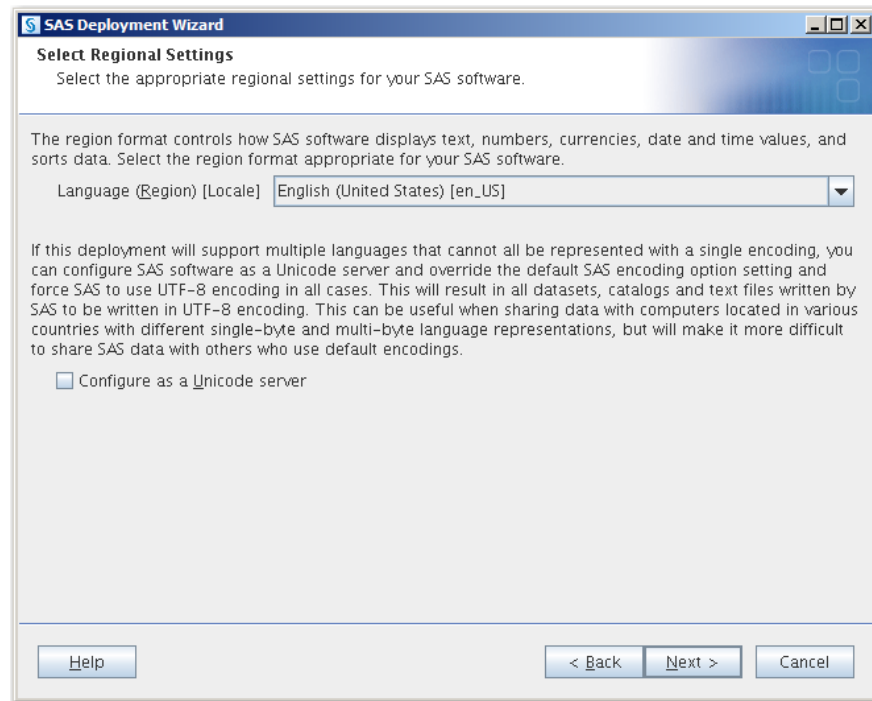 SAS Deployment Wizard
Select Regional Settings
Select the appropriate regional settings for your SAS software.
The region format controls how SAS software displays text, numbers, currencies, date and time values, and
sorts data. Select the region format appropriate for your SAS software.
Language (Region) [Locale] English (United States) [en_US]
If this deployment will support multiple languages that cannot all be represented with a single encoding, you
can configure SAS software as a Unicode server and override the default SAS encoding option setting and
force SAS to use UTF-8 encoding in all cases. This will result in all datasets, catalogs and text files written by
SAS to be written in UTF-8 encoding. This can be useful when sharing data with computers located in various
countries with different single-byte and multi-byte language representations, but will make it more difficult
to share SAS data with others who use default encodings.
Configure as a Unicode server
Help < Back Next > Cancel